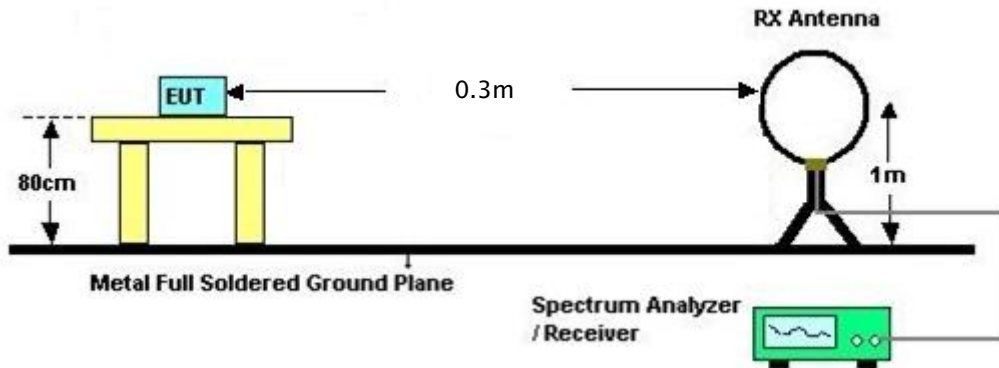 RX Antenna
EUT
0.3m
80cm
1m
Metal Full Soldered Ground Plane
Spectrum Analyzer
/ Receiver